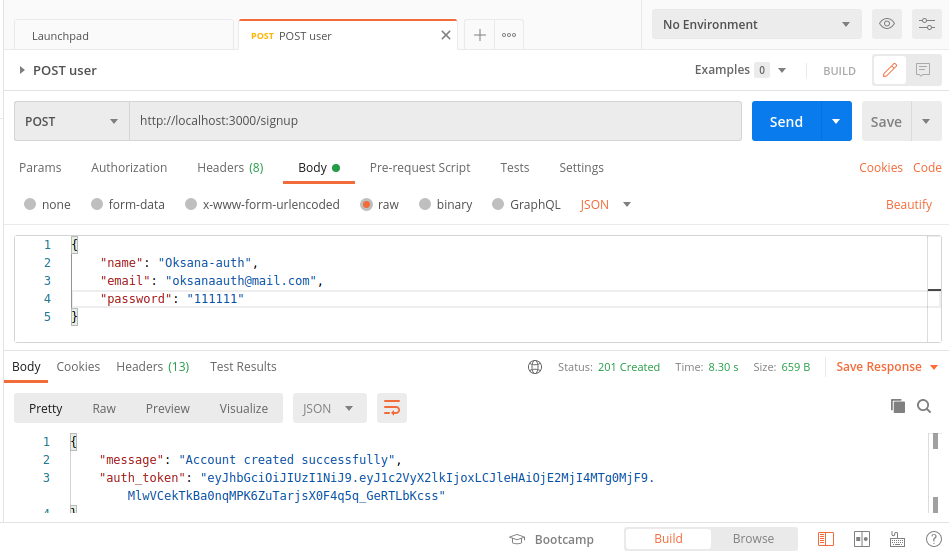 Launchpad
POST POST user
No Environment
POST user
Examples 0
BUILD
POST
http://localhost:3000/signup
Send
Save
Params Authorization Headers (8) Body Pre-request Script Tests Settings Cookies Code
none form-data x-www-form-urlencoded raw binary GraphQL JSON Beautify
1 {
2 "name": "Oksana-auth",
3 "email": "oksanaauth@mail.com",
4 "password": "111111"
5 }
Body Cookies Headers (13) Test Results Status: 201 Created Time: 8.30 s Size: 659 B Save Response
Pretty Raw Preview Visualize JSON
1 {
2 "message": "Account created successfully",
3 "auth_token": "eyJhbGciOiJIUzI1NiJ9.eyJ1c2VyX2lkIjoxLCJleHAiOjE2MjI4MTg0MjF9.
MlwVCekTkBa0nqMPK6ZuTarjsX0F4q5q_GeRTLbKcss"
4 }
Bootcamp Build Browse